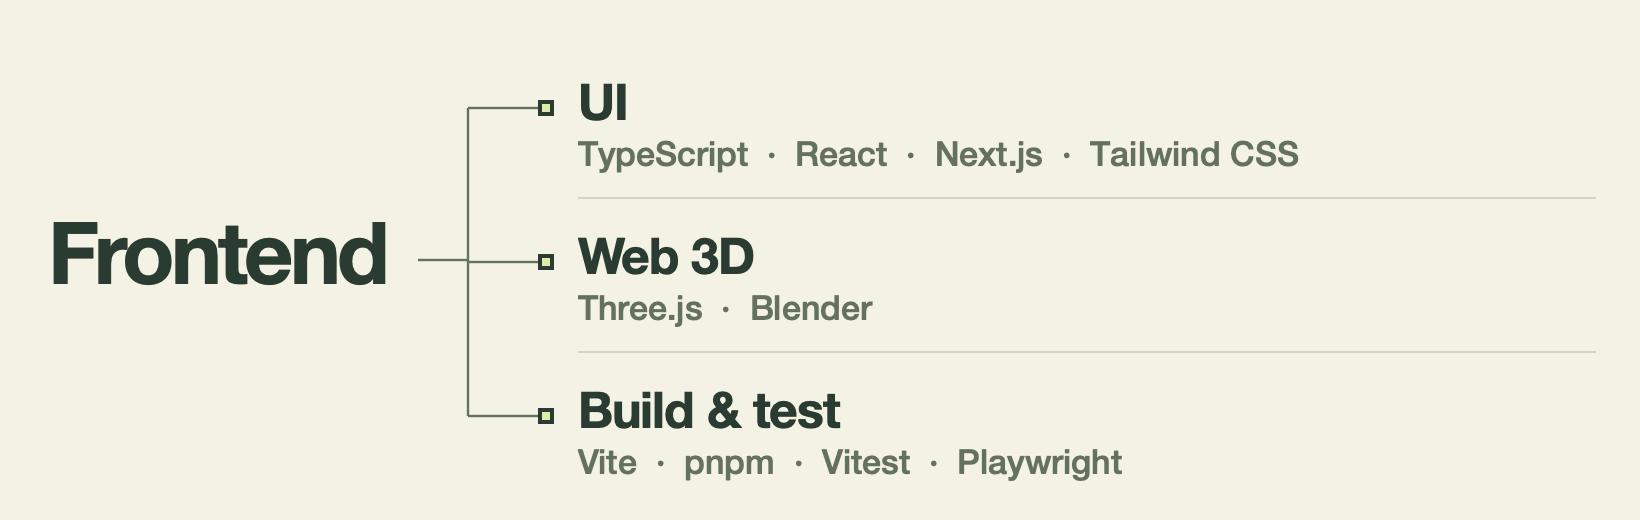 Frontend
UI
TypeScript · React · Next.js · Tailwind CSS
Web 3D
Three.js · Blender
Build & test
Vite · pnpm · Vitest · Playwright